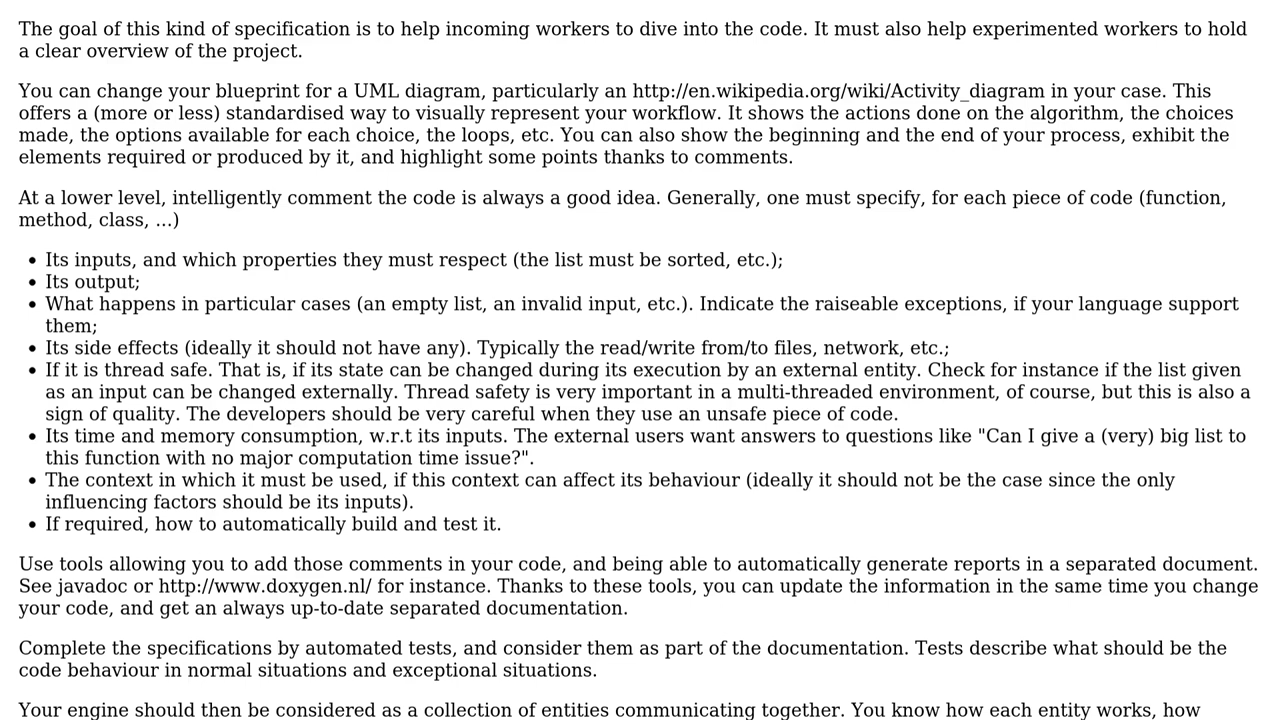 The goal of this kind of specification is to help incoming workers to dive into the code. It must also help experimented workers to hold
a clear overview of the project.
You can change your blueprint for a UML diagram, particularly an http://en.wikipedia.org/wiki/Activity_diagram in your case. This
offers a (more or less) standardised way to visually represent your workflow. It shows the actions done on the algorithm, the choices
made, the options available for each choice, the loops, etc. You can also show the beginning and the end of your process, exhibit the
elements required or produced by it, and highlight some points thanks to comments.
At a lower level, intelligently comment the code is always a good idea. Generally, one must specify, for each piece of code (function,
method, class, ...)
• Its inputs, and which properties they must respect (the list must be sorted, etc.);
• Its output;
• What happens in particular cases (an empty list, an invalid input, etc.). Indicate the raiseable exceptions, if your language support
them;
• Its side effects (ideally it should not have any). Typically the read/write from/to files, network, etc.;
• If it is thread safe. That is, if its state can be changed during its execution by an external entity. Check for instance if the list given
as an input can be changed externally. Thread safety is very important in a multi-threaded environment, of course, but this is also a
sign of quality. The developers should be very careful when they use an unsafe piece of code.
• Its time and memory consumption, w.r.t its inputs. The external users want answers to questions like "Can I give a (very) big list to
this function with no major computation time issue?".
• The context in which it must be used, if this context can affect its behaviour (ideally it should not be the case since the only
influencing factors should be its inputs).
• If required, how to automatically build and test it.
Use tools allowing you to add those comments in your code, and being able to automatically generate reports in a separated document.
See javadoc or http://www.doxygen.nl/ for instance. Thanks to these tools, you can update the information in the same time you change
your code, and get an always up-to-date separated documentation.
Complete the specifications by automated tests, and consider them as part of the documentation. Tests describe what should be the
code behaviour in normal situations and exceptional situations.
Your engine should then be considered as a collection of entities communicating together. You know how each entity works, how